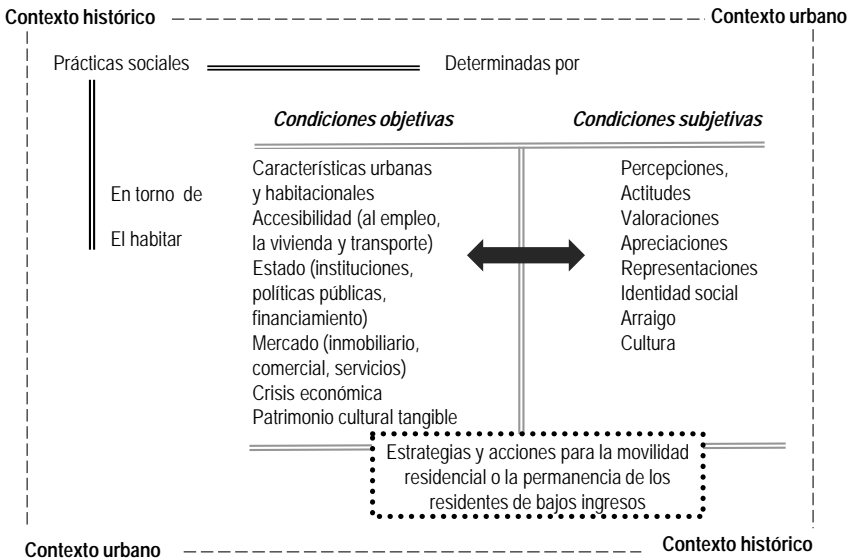 Contexto histórico
Contexto urbano
Prácticas sociales
Determinadas por
Condiciones objetivas
Condiciones subjetivas
En torno de
El habitar
Características urbanas
y habitacionales
Accesibilidad (al empleo,
la vivienda y transporte)
Estado (instituciones,
políticas públicas,
financiamiento)
Mercado (inmobiliario,
comercial, servicios)
Crisis económica
Patrimonio cultural tangible
Percepciones,
Actitudes
Valoraciones
Apreciaciones
Representaciones
Identidad social
Arraigo
Cultura
Estrategias y acciones para la movilidad
residencial o la permanencia de los
residentes de bajos ingresos
Contexto urbano
Contexto histórico